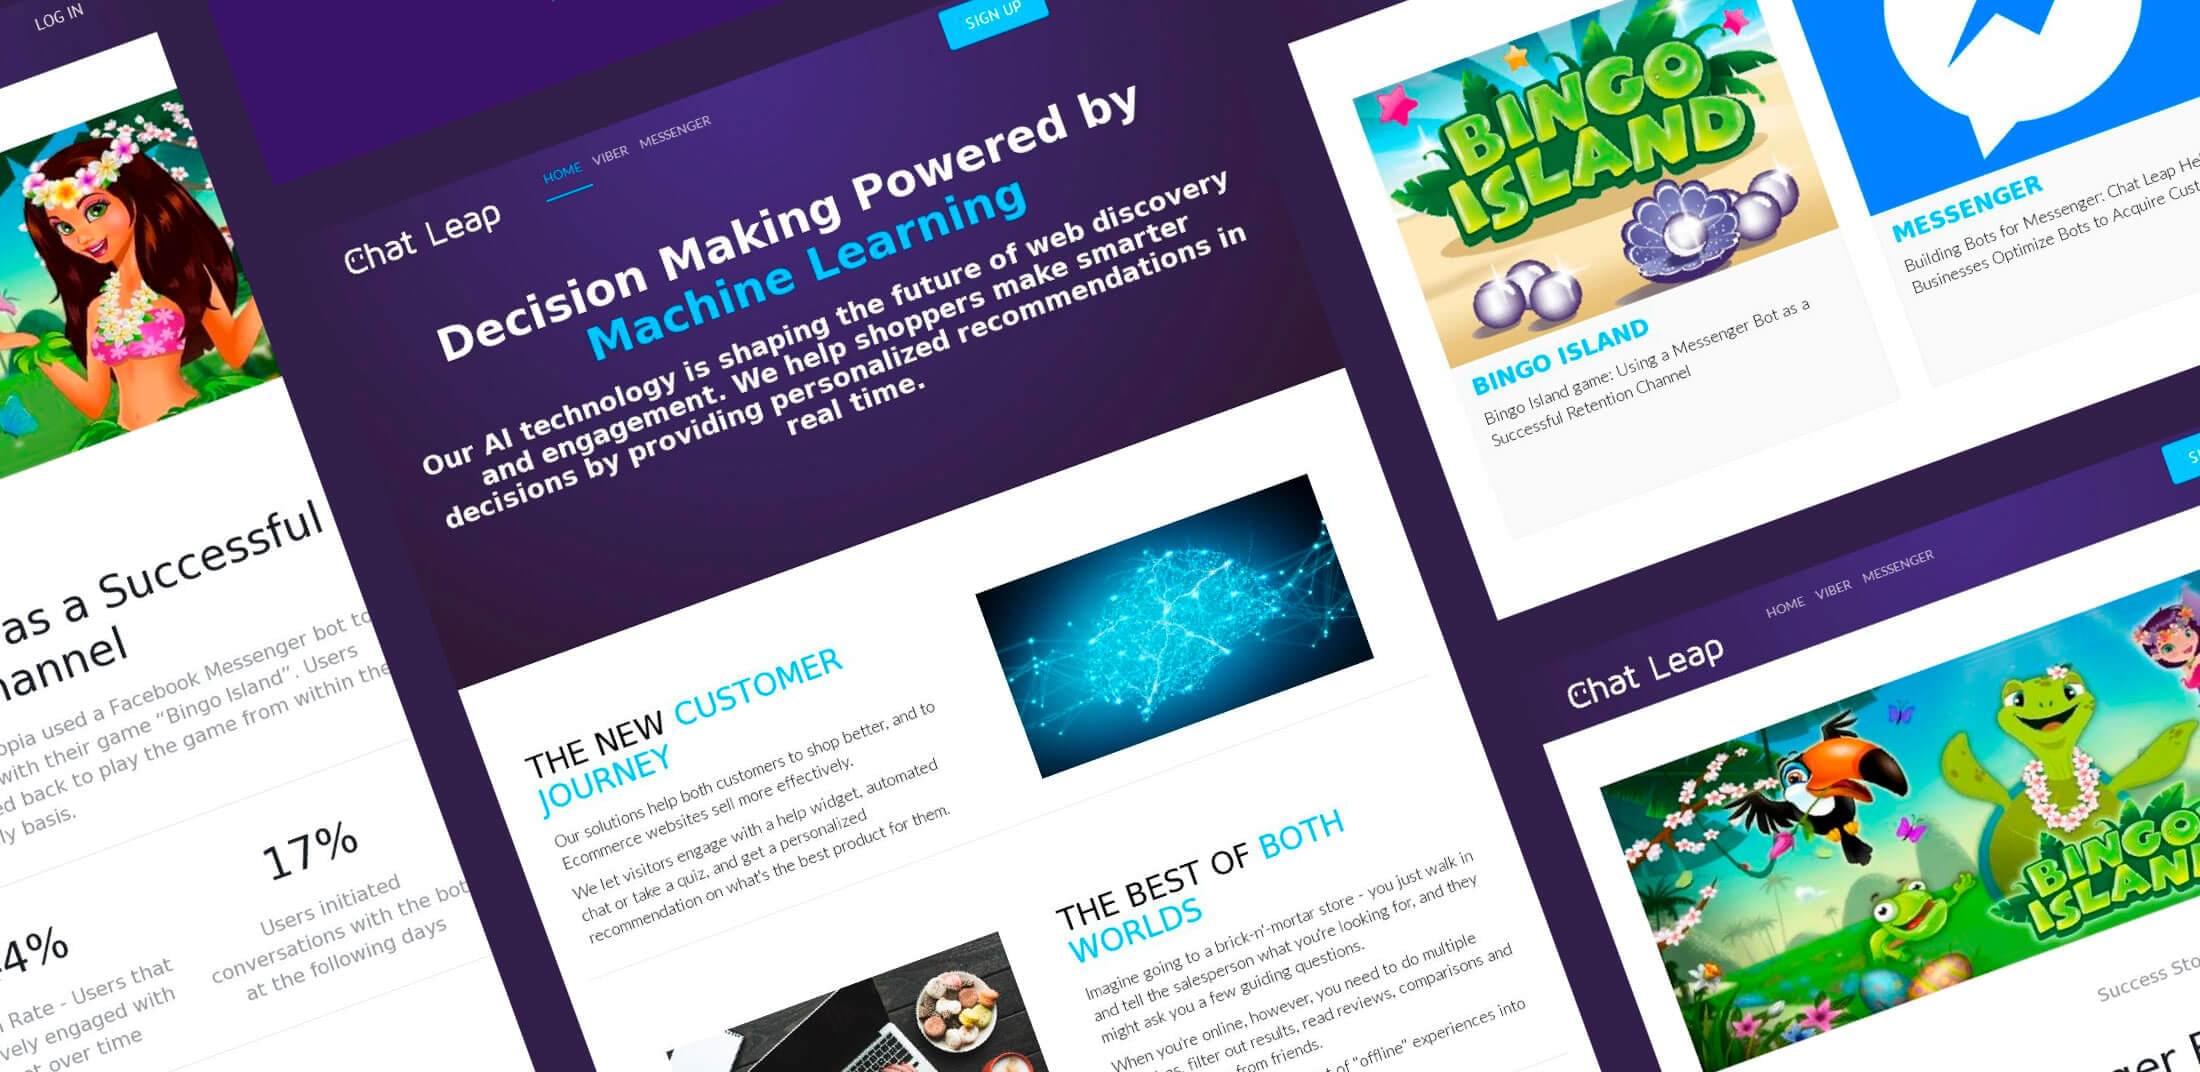 LOG IN
as a Successful
hannel
opia used a Facebook Messenger bot to
with their game “Bingo Island”. Users
ed back to play the game from within the
ly basis.
4%
Rate - Users that
vely engaged with
ot over time
17%
Users initiated
conversations with the bot
at the following days
SIGN UP
Chat Leap
HOME VIBER MESSENGER
Decision Making Powered by
Machine Learning
Our AI technology is shaping the future of web discovery
and engagement. We help shoppers make smarter
decisions by providing personalized recommendations in
real time.
THE NEW CUSTOMER
JOURNEY
Our solutions help both customers to shop better, and to
Ecommerce websites sell more effectively.
We let visitors engage with a help widget, automated
chat or take a quiz, and get a personalized
recommendation on what's the best product for them.
THE BEST OF BOTH
WORLDS
Imagine going to a brick-n'-mortar store - you just walk in
and tell the salesperson what you're looking for, and they
might ask you a few guiding questions.
When you're online, however, you need to do multiple
filter out results, read reviews, comparisons and
from friends.
of "offline" experiences into
BINGO
ISLAND
BINGO ISLAND
Bingo Island game: Using a Messenger Bot as a
Successful Retention Channel
MESSENGER
Building Bots for Messenger: Chat Leap He
Businesses Optimize Bots to Acquire Cust
Chat Leap
HOME VIBER MESSENGER
BINGO
ISLAN
Success Sto